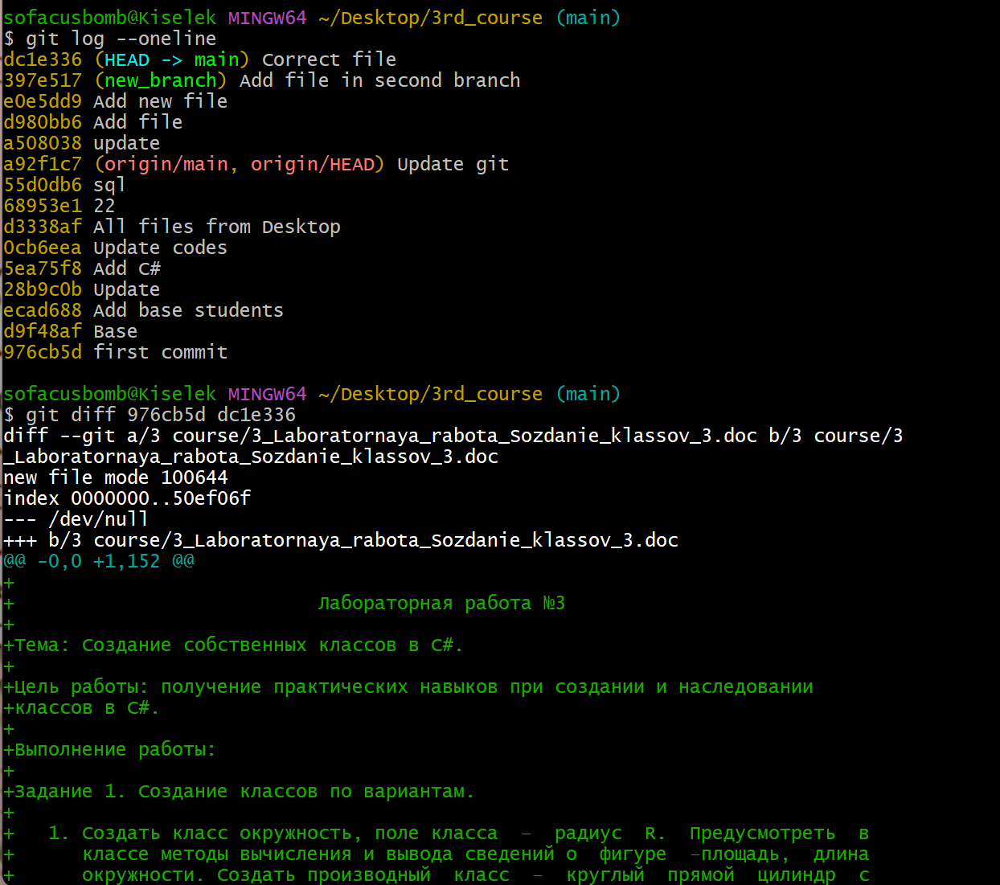 sofacusbomb@Kiselek MINGW64 ~/Desktop/3rd_course (main)
$ git log --oneline
dc1e336 (HEAD -> main) Correct file
397e517 (new_branch) Add file in second branch
e0e5dd9 Add new file
d980bb6 Add file
a508038 update
a92f1c7 (origin/main, origin/HEAD) Update git
55d0db6 sql
68953e1 22
d3338af All files from Desktop
0cb6eea Update codes
5ea75f8 Add C#
28b9c0b Update
ecad688 Add base students
d9f48af Base
976cb5d first commit
sofacusbomb@Kiselek MINGW64 ~/Desktop/3rd_course (main)
$ git diff 976cb5d dc1e336
diff --git a/3 course/3_Laboratornaya_rabota_Sozdanie_klassov_3.doc b/3 course/3
_Laboratornaya_rabota_Sozdanie_klassov_3.doc
new file mode 100644
index 0000000..50ef06f
--- /dev/null
+++ b/3 course/3_Laboratornaya_rabota_Sozdanie_klassov_3.doc
@@ -0,0 +1,152 @@
+
+                           Лабораторная работа №3
+
+Тема: Создание собственных классов в C#.
+
+Цель работы: получение практических навыков при создании и наследовании
+классов в C#.
+
+Выполнение работы:
+
+Задание 1. Создание классов по вариантам.
+
+   1. Создать класс окружность, поле класса  –  радиус  R.  Предусмотреть  в
+      классе методы вычисления и вывода сведений о  фигуре  –площадь,  длина
+      окружности. Создать производный  класс  –  круглый  прямой  цилиндр  с